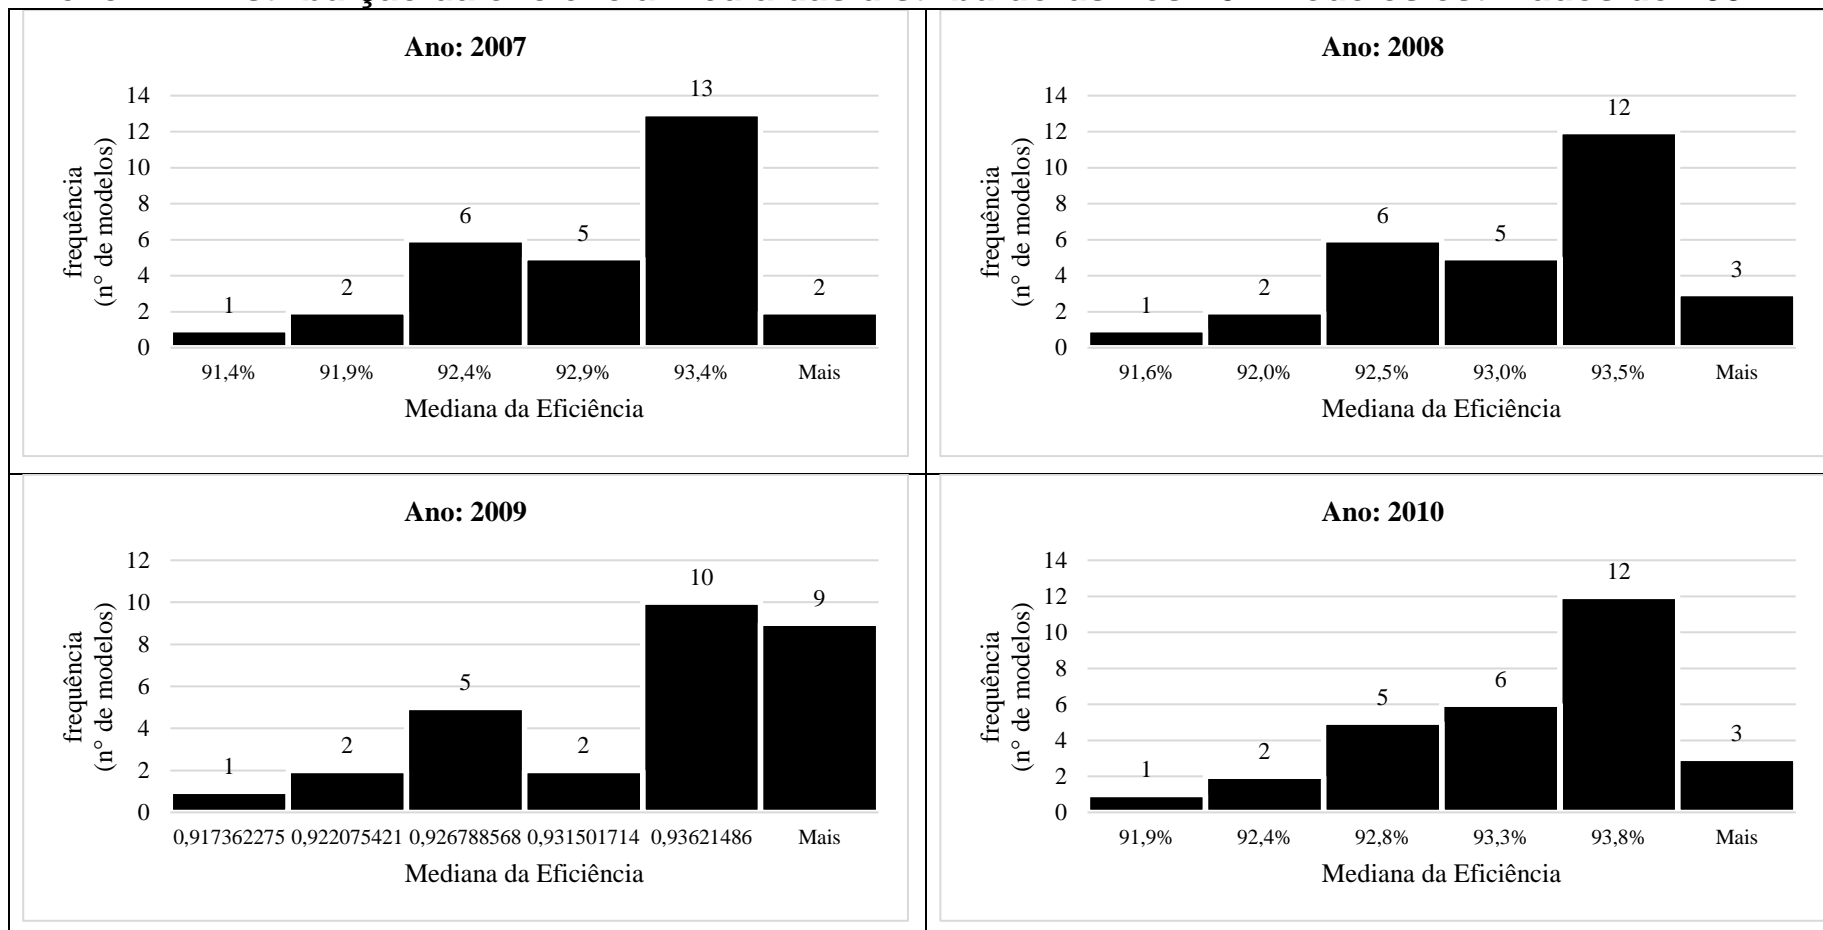 Ano: 2007
14
12
10
8
6
4
2
0
frequência
(n° de modelos)
1
2
6
5
13
2
91,4% 91,9% 92,4% 92,9% 93,4% Mais
Mediana da Eficiência
Ano: 2008
14
12
10
8
6
4
2
0
frequência
(n° de modelos)
1
2
6
5
12
3
91,6% 92,0% 92,5% 93,0% 93,5% Mais
Mediana da Eficiência
Ano: 2009
12
10
8
6
4
2
0
frequência
(n° de modelos)
1
2
5
2
10
9
0,917362275 0,922075421 0,926788568 0,931501714 0,93621486 Mais
Mediana da Eficiência
Ano: 2010
14
12
10
8
6
4
2
0
frequência
(n° de modelos)
1
2
5
6
12
3
91,9% 92,4% 92,8% 93,3% 93,8% Mais
Mediana da Eficiência